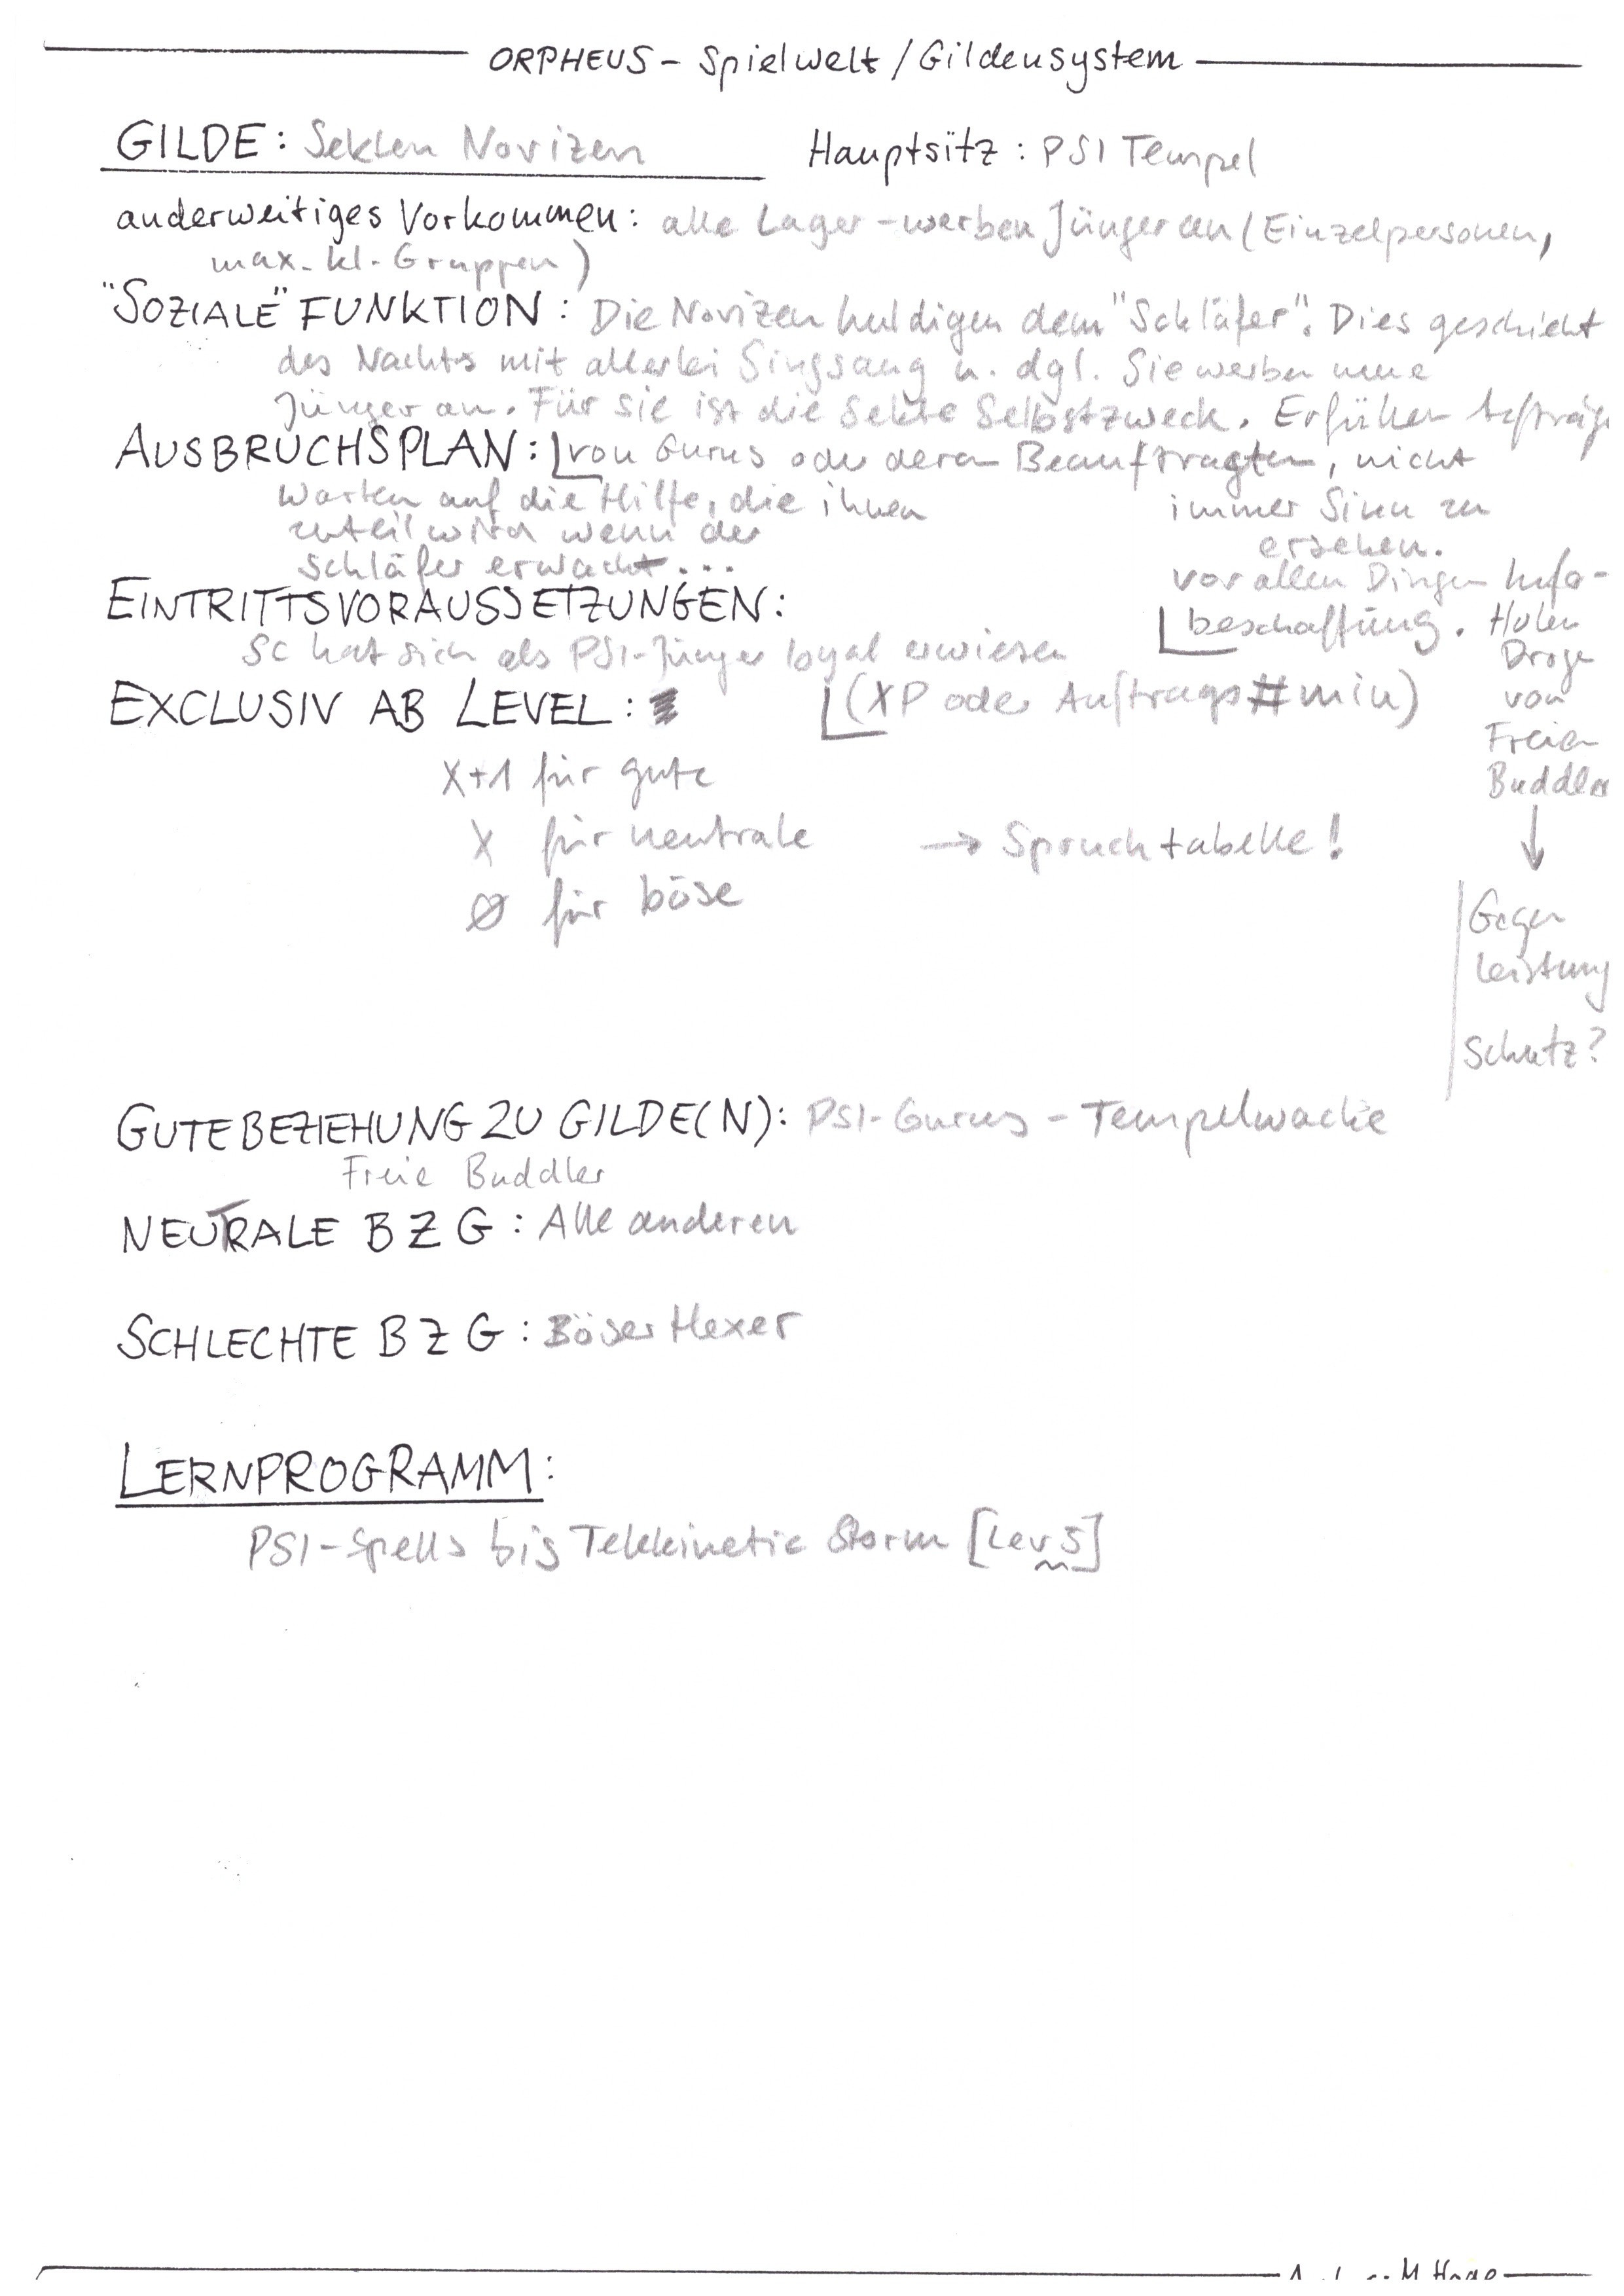 ORPHEUS - Spielwelt / Gildensystem
GILDE: Sekten Novizen Hauptsitz: PSI Tempel
anderweitiges Vorkommen: alle Lager - werben Jünger an (Einzelpersonen,
max. kl. Gruppen)
"SOZIALE" FUNKTION: Die Novizen huldigen dem "Schläfer". Dies geschieht
des Nachts mit allerlei Singsang u. dgl. Sie werben neue
Jünger an. Für sie ist die Sekte Selbstzweck. Erfüllen
von Gurus oder deren Beauftragten, nicht
immer Sinn zu
ersehen.
vor allen Dingen Info-
beschaffung. Holen
Droge
von
Freien
Buddler
↓
Gegen
leistung
Schutz?
AUSBRUCHSPLAN:
Warten auf die Hilfe, die ihnen
zuteil wird wenn der
Schläfer erwacht...
EINTRITTSVORAUSSETZUNGEN:
SC hat sich als PSI-Jünger loyal erwiesen
(XP oder Auftrags#min)
EXCLUSIV AB LEVEL:
X+1 für gute
X für neutrale → Spruchtabelle!
Ø für böse
GUTE BEZIEHUNG ZU GILDE(N): PSI-Gurus - Tempelwache
Freie Buddler
NEUTRALE BZG: Alle anderen
SCHLECHTE BZG: Böser Hexer
LERNPROGRAMM:
PSI-Spells bis Telekinetic Storm [Lev 5]